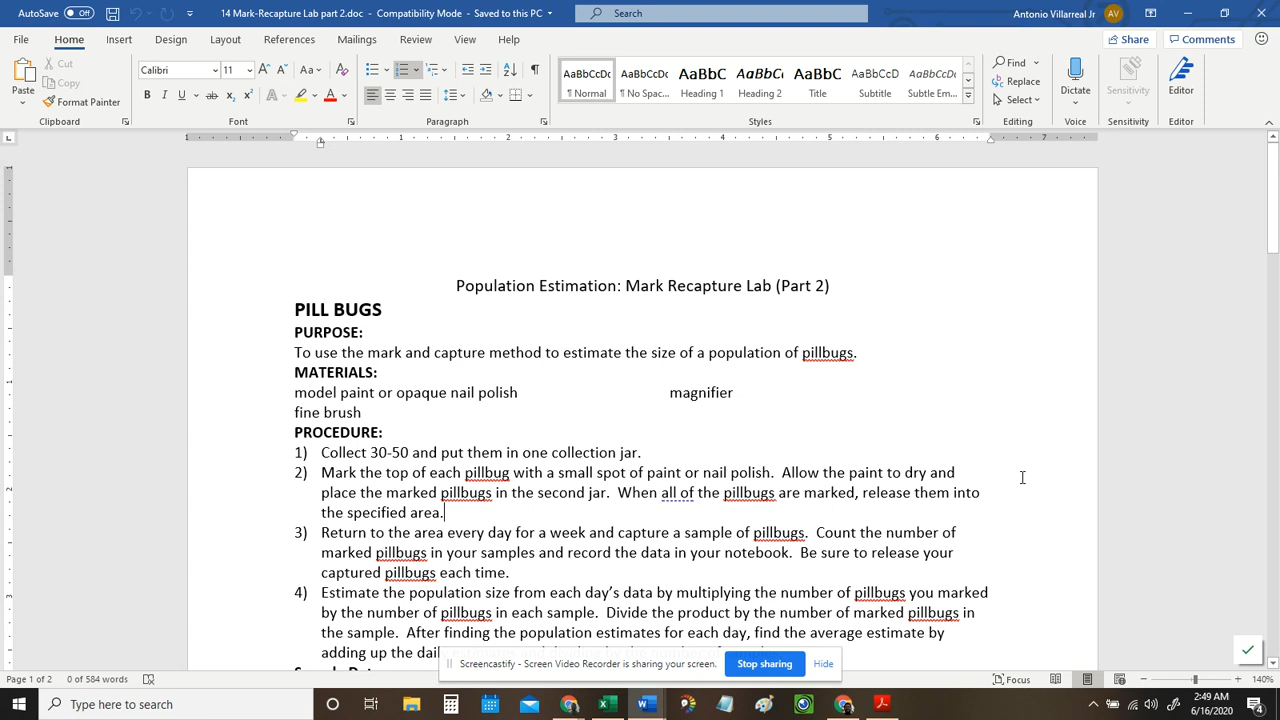 AutoSave Off 14 Mark-Recapture Lab part 2.doc - Compatibility Mode - Saved to this PC Search Antonio Villarreal Jr AV
File Home Insert Design Layout References Mailings Review View Help Share Comments
Paste Cut Copy Format Painter
Calibri 11
AaBbCcDc AaBbCcDc AaBbC AaBbCc AaBbC AaBbCcD AaBbCcDc
¶ Normal ¶ No Spac... Heading 1 Heading 2 Title Subtitle Subtle Em...
Find Replace Select Dictate Sensitivity Editor
Clipboard Font Paragraph Styles Editing Voice Sensitivity Editor
1 1 2 3 4 5 6 7
Population Estimation: Mark Recapture Lab (Part 2)
PILL BUGS
PURPOSE:
To use the mark and capture method to estimate the size of a population of pillbugs.
MATERIALS:
model paint or opaque nail polish magnifier
fine brush
PROCEDURE:
1) Collect 30-50 and put them in one collection jar.
2) Mark the top of each pillbug with a small spot of paint or nail polish. Allow the paint to dry and
place the marked pillbugs in the second jar. When all of the pillbugs are marked, release them into
the specified area.
3) Return to the area every day for a week and capture a sample of pillbugs. Count the number of
marked pillbugs in your samples and record the data in your notebook. Be sure to release your
captured pillbugs each time.
4) Estimate the population size from each day's data by multiplying the number of pillbugs you marked
by the number of pillbugs in each sample. Divide the product by the number of marked pillbugs in
the sample. After finding the population estimates for each day, find the average estimate by
adding up the dail
Screencastify - Screen Video Recorder is sharing your screen. Stop sharing Hide
Page 1 of 2 0 of 584 words Focus 140%
Type here to search 2:49 AM
6/16/2020